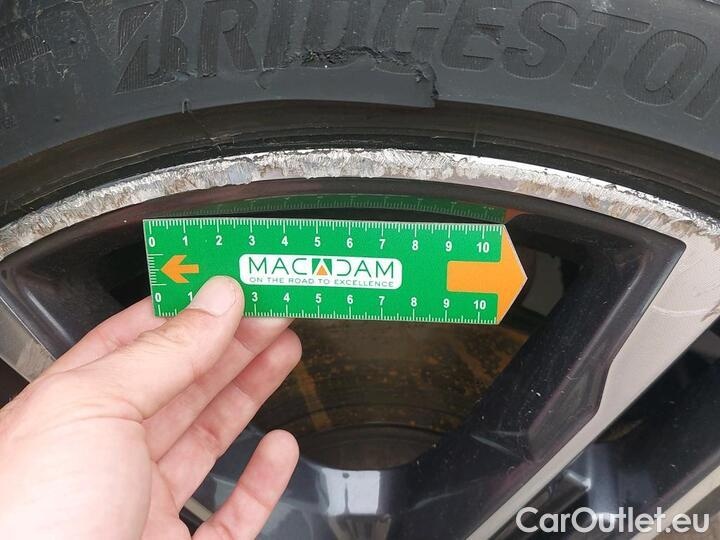 BRIDGESTON
0 1 2 3 4 5 6 7 8 9 10
MACADAM
ON THE ROAD TO EXCELLENCE
0 1 3 4 5 6 7 8 9 10
CarOutlet.eu